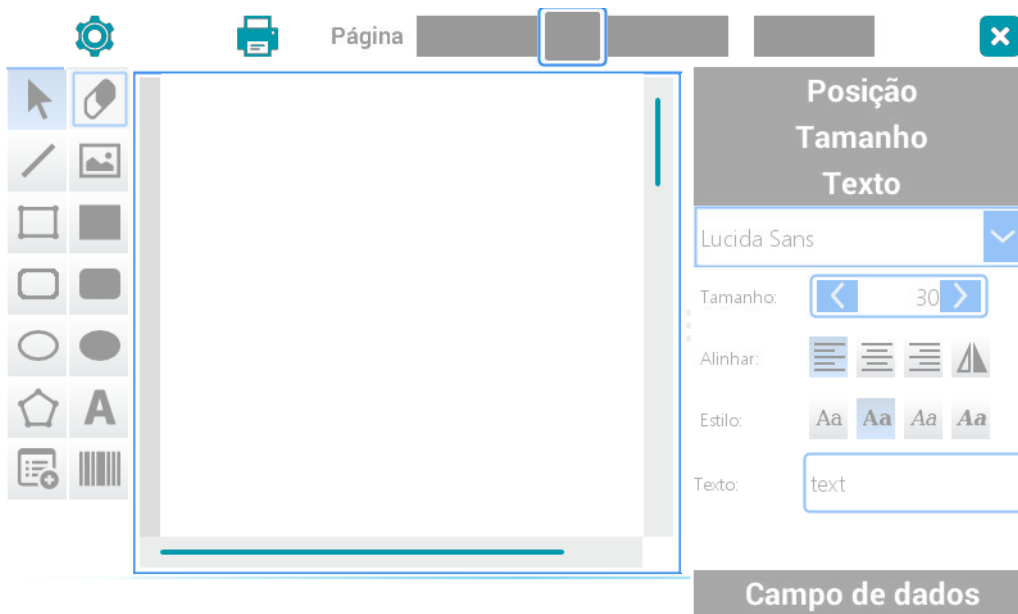 Página
Posição
Tamanho
Texto
Lucida Sans
Tamanho: 30
Alinhar:
Estilo: Aa Aa Aa Aa
Texto: text
A
Campo de dados